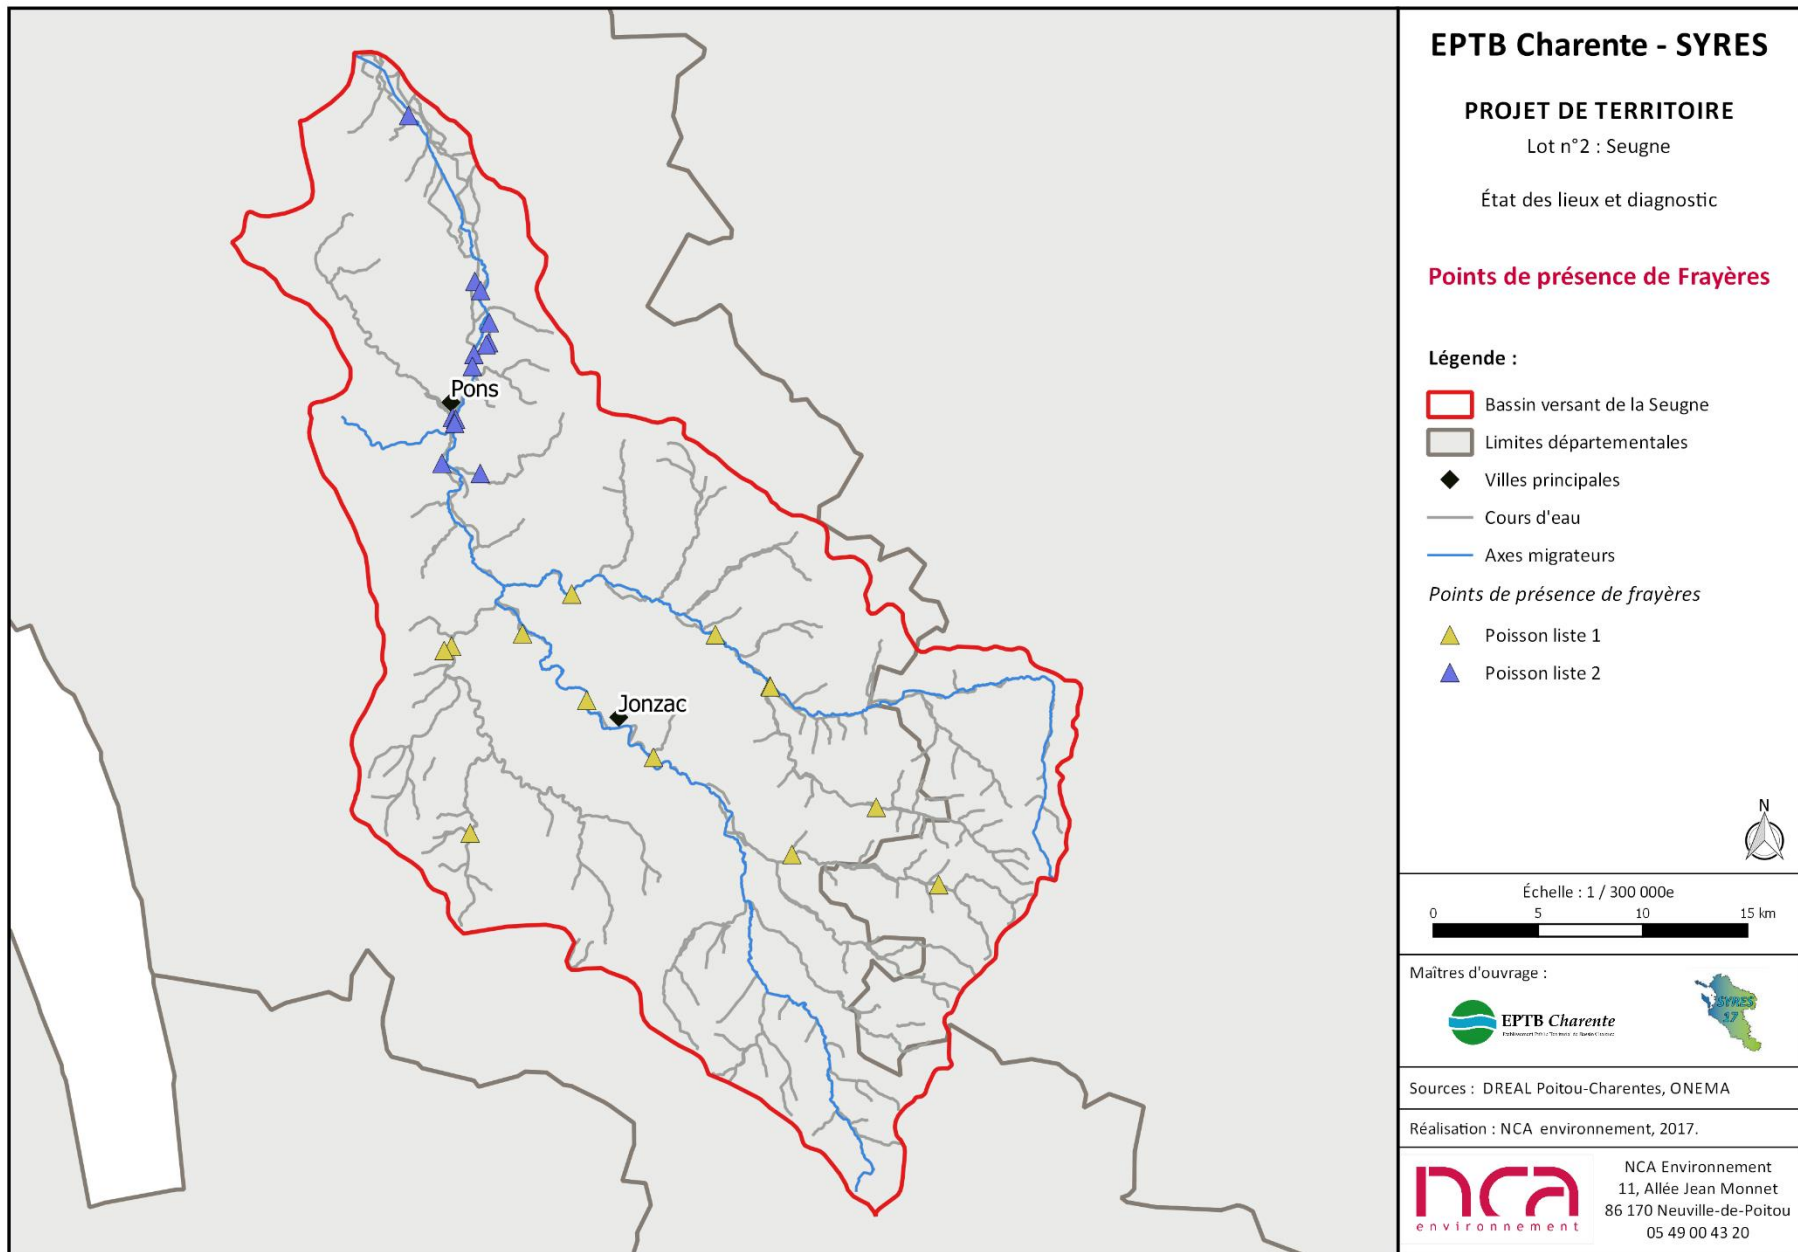 EPTB Charente - SYRES
PROJET DE TERRITOIRE
Lot n°2 : Seugne
État des lieux et diagnostic
Points de présence de Frayères
Légende :
Bassin versant de la Seugne
Limites départementales
Villes principales
Cours d'eau
Axes migrateurs
Points de présence de frayères
Poisson liste 1
Poisson liste 2
Pons
Jonzac
N
Échelle : 1 / 300 000e
0 5 10 15 km
Maîtres d'ouvrage :
EPTB Charente
SYRES
17
Sources : DREAL Poitou-Charentes, ONEMA
Réalisation : NCA environnement, 2017.
nca
environnement
NCA Environnement
11, Allée Jean Monnet
86 170 Neuville-de-Poitou
05 49 00 43 20